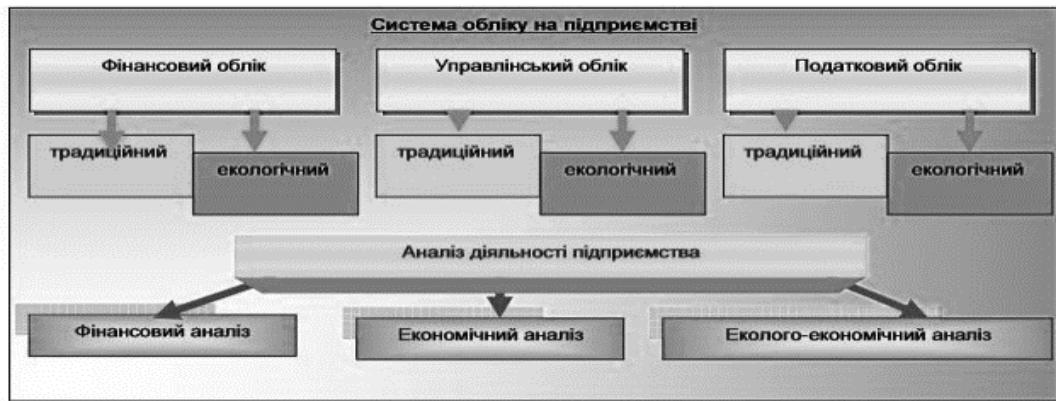 Система обліку на підприємстві
Фінансовий облік
Управлінський облік
Податковий облік
традиційний
екологічний
традиційний
екологічний
традиційний
екологічний
Аналіз діяльності підприємства
Фінансовий аналіз
Економічний аналіз
Еколого-економічний аналіз